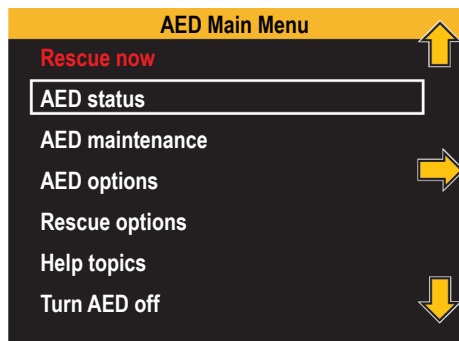 AED Main Menu
Rescue now
AED status
AED maintenance
AED options
Rescue options
Help topics
Turn AED off